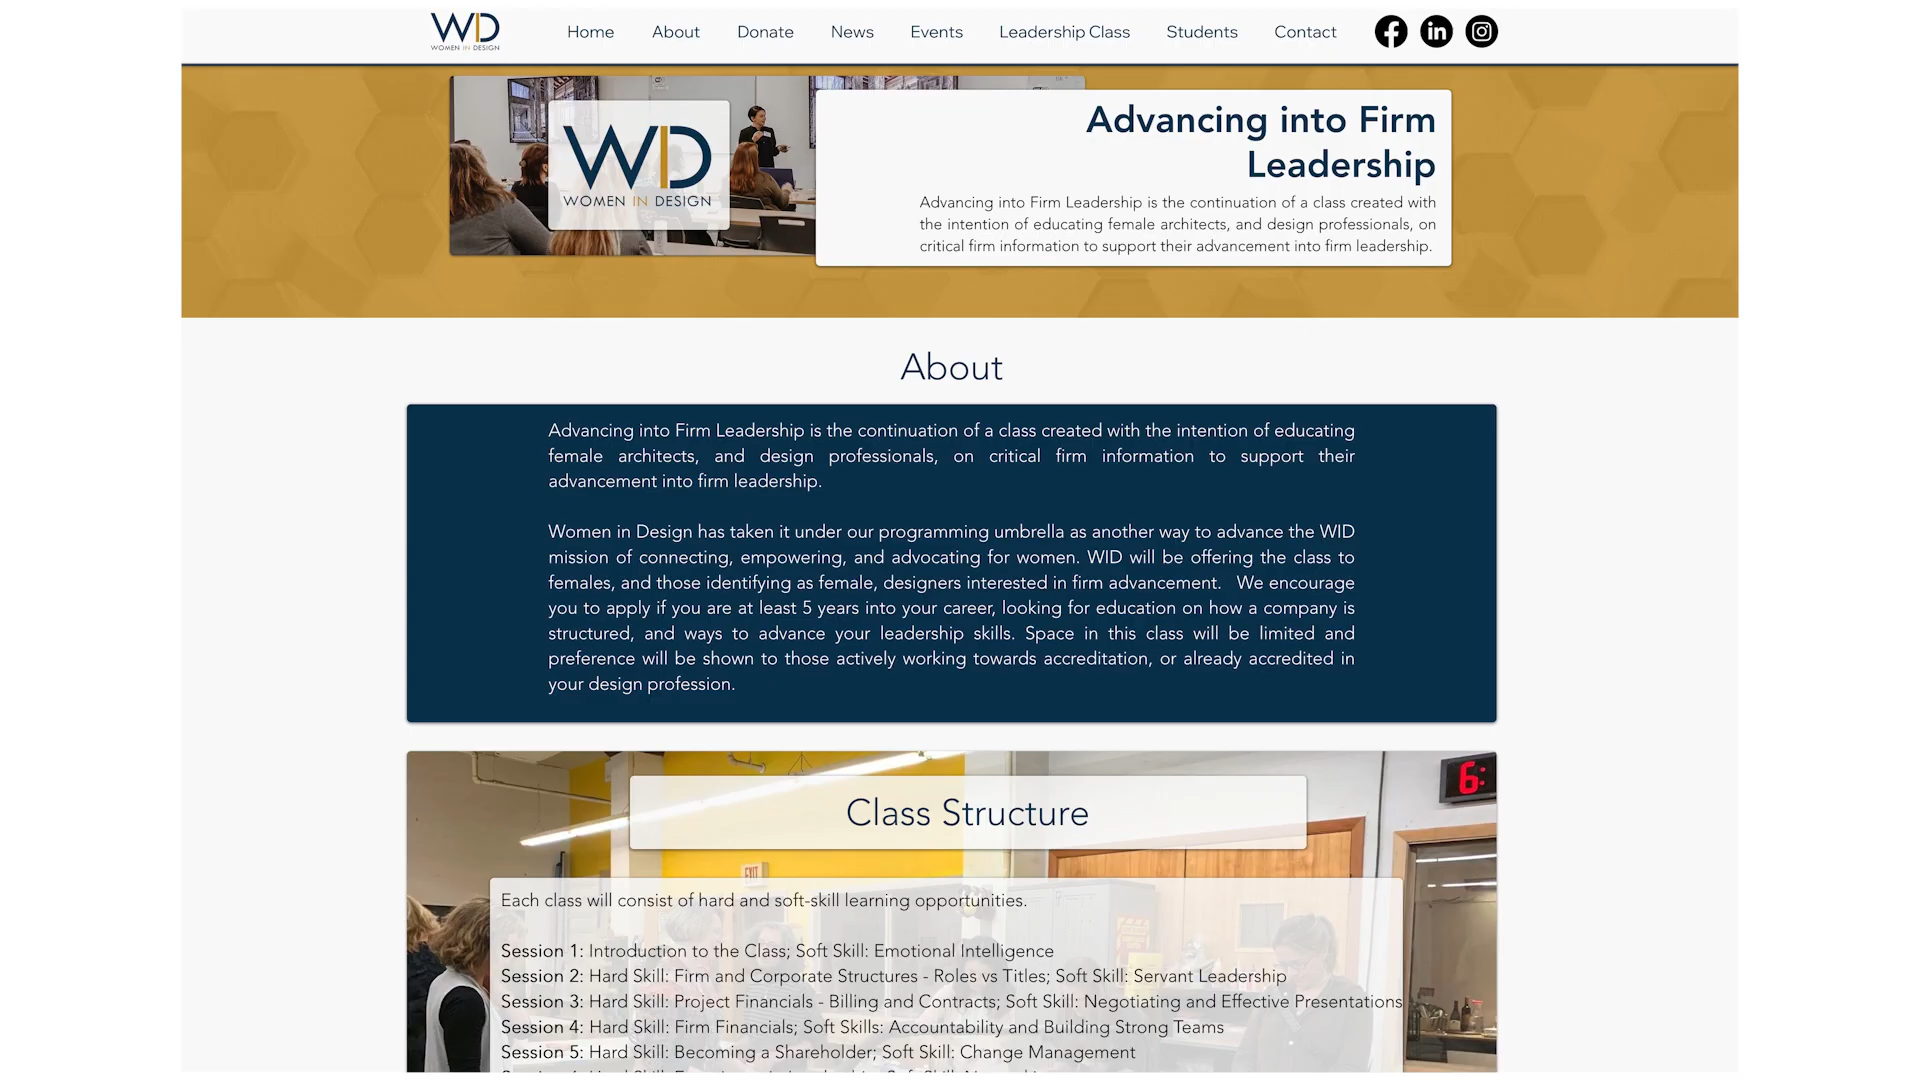 WID
WOMEN IN DESIGN
Home About Donate News Events Leadership Class Students Contact
WID
WOMEN IN DESIGN
Advancing into Firm
Leadership
Advancing into Firm Leadership is the continuation of a class created with
the intention of educating female architects, and design professionals, on
critical firm information to support their advancement into firm leadership.
About
Advancing into Firm Leadership is the continuation of a class created with the intention of educating
female architects, and design professionals, on critical firm information to support their
advancement into firm leadership.
Women in Design has taken it under our programming umbrella as another way to advance the WID
mission of connecting, empowering, and advocating for women. WID will be offering the class to
females, and those identifying as female, designers interested in firm advancement. We encourage
you to apply if you are at least 5 years into your career, looking for education on how a company is
structured, and ways to advance your leadership skills. Space in this class will be limited and
preference will be shown to those actively working towards accreditation, or already accredited in
your design profession.
6:
Class Structure
EXIT
Each class will consist of hard and soft-skill learning opportunities.
Session 1: Introduction to the Class; Soft Skill: Emotional Intelligence
Session 2: Hard Skill: Firm and Corporate Structures - Roles vs Titles; Soft Skill: Servant Leadership
Session 3: Hard Skill: Project Financials - Billing and Contracts; Soft Skill: Negotiating and Effective Presentations
Session 4: Hard Skill: Firm Financials; Soft Skills: Accountability and Building Strong Teams
Session 5: Hard Skill: Becoming a Shareholder; Soft Skill: Change Management